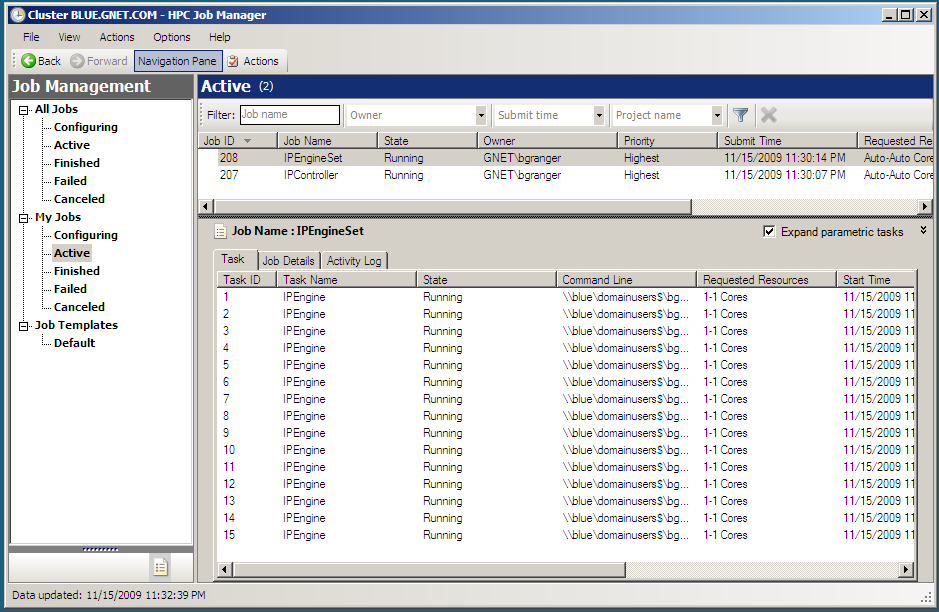 Cluster BLUE.GNET.COM - HPC Job Manager
File View Actions Options Help
Back Forward Navigation Pane Actions
Job Management
All Jobs
Configuring
Active
Finished
Failed
Canceled
My Jobs
Configuring
Active
Finished
Failed
Canceled
Job Templates
Default
Active (2)
Filter: Job name Owner Submit time Project name
Job ID Job Name State Owner Priority Submit Time Requested Re
208 IPEngineSet Running GNET\bgranger Highest 11/15/2009 11:30:14 PM Auto-Auto Core
207 IPController Running GNET\bgranger Highest 11/15/2009 11:30:07 PM Auto-Auto Core
Job Name : IPEngineSet Expand parametric tasks
Task Job Details Activity Log
Task ID Task Name State Command Line Requested Resources Start Time
1 IPEngine Running \\blue\domainusers$\bg... 1-1 Cores 11/15/2009 11
2 IPEngine Running \\blue\domainusers$\bg... 1-1 Cores 11/15/2009 11
3 IPEngine Running \\blue\domainusers$\bg... 1-1 Cores 11/15/2009 11
4 IPEngine Running \\blue\domainusers$\bg... 1-1 Cores 11/15/2009 11
5 IPEngine Running \\blue\domainusers$\bg... 1-1 Cores 11/15/2009 11
6 IPEngine Running \\blue\domainusers$\bg... 1-1 Cores 11/15/2009 11
7 IPEngine Running \\blue\domainusers$\bg... 1-1 Cores 11/15/2009 11
8 IPEngine Running \\blue\domainusers$\bg... 1-1 Cores 11/15/2009 11
9 IPEngine Running \\blue\domainusers$\bg... 1-1 Cores 11/15/2009 11
10 IPEngine Running \\blue\domainusers$\bg... 1-1 Cores 11/15/2009 11
11 IPEngine Running \\blue\domainusers$\bg... 1-1 Cores 11/15/2009 11
12 IPEngine Running \\blue\domainusers$\bg... 1-1 Cores 11/15/2009 11
13 IPEngine Running \\blue\domainusers$\bg... 1-1 Cores 11/15/2009 11
14 IPEngine Running \\blue\domainusers$\bg... 1-1 Cores 11/15/2009 11
15 IPEngine Running \\blue\domainusers$\bg... 1-1 Cores 11/15/2009 11
Data updated: 11/15/2009 11:32:39 PM